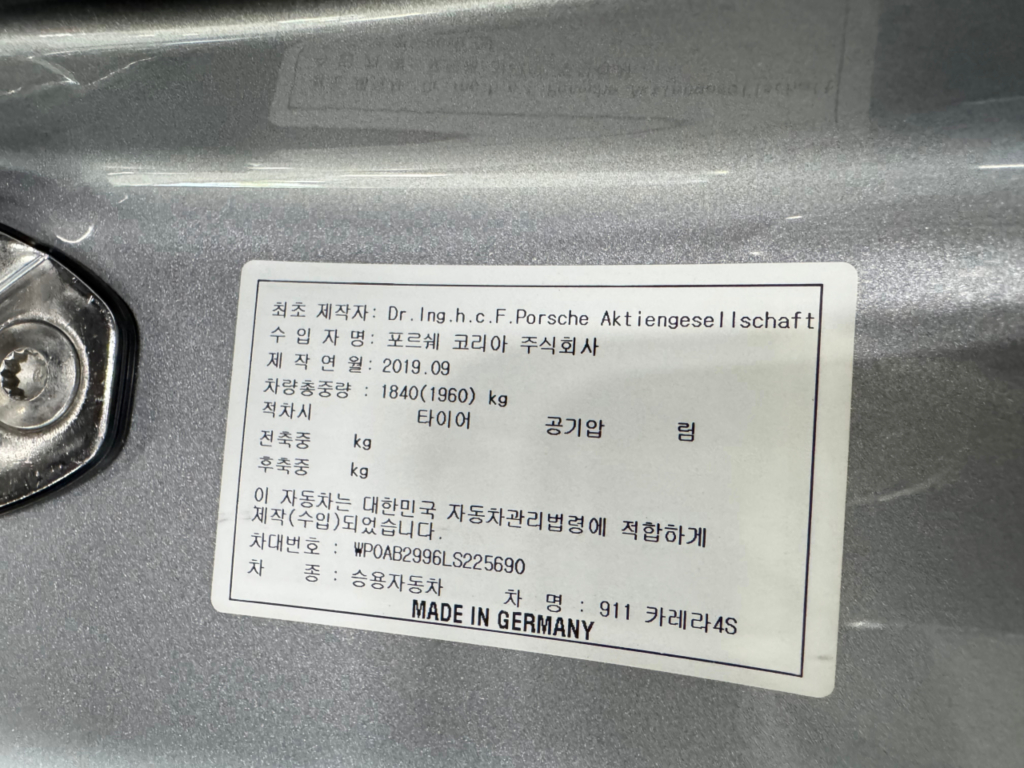 최초 제작자: Dr.Ing.h.c.F.Porsche Aktiengesellschaft
수 입 자 명: 포르쉐 코리아 주식회사
제 작 연 월: 2019.09
차량총중량 : 1840(1960) kg
적차시 타이어 공기압 림
전축중 kg
후축중 kg
이 자동차는 대한민국 자동차관리법령에 적합하게
제작(수입)되었습니다.
차대번호 : WP0AB2996LS225690
차 종 : 승용자동차 차 명 : 911 카레라4S
MADE IN GERMANY